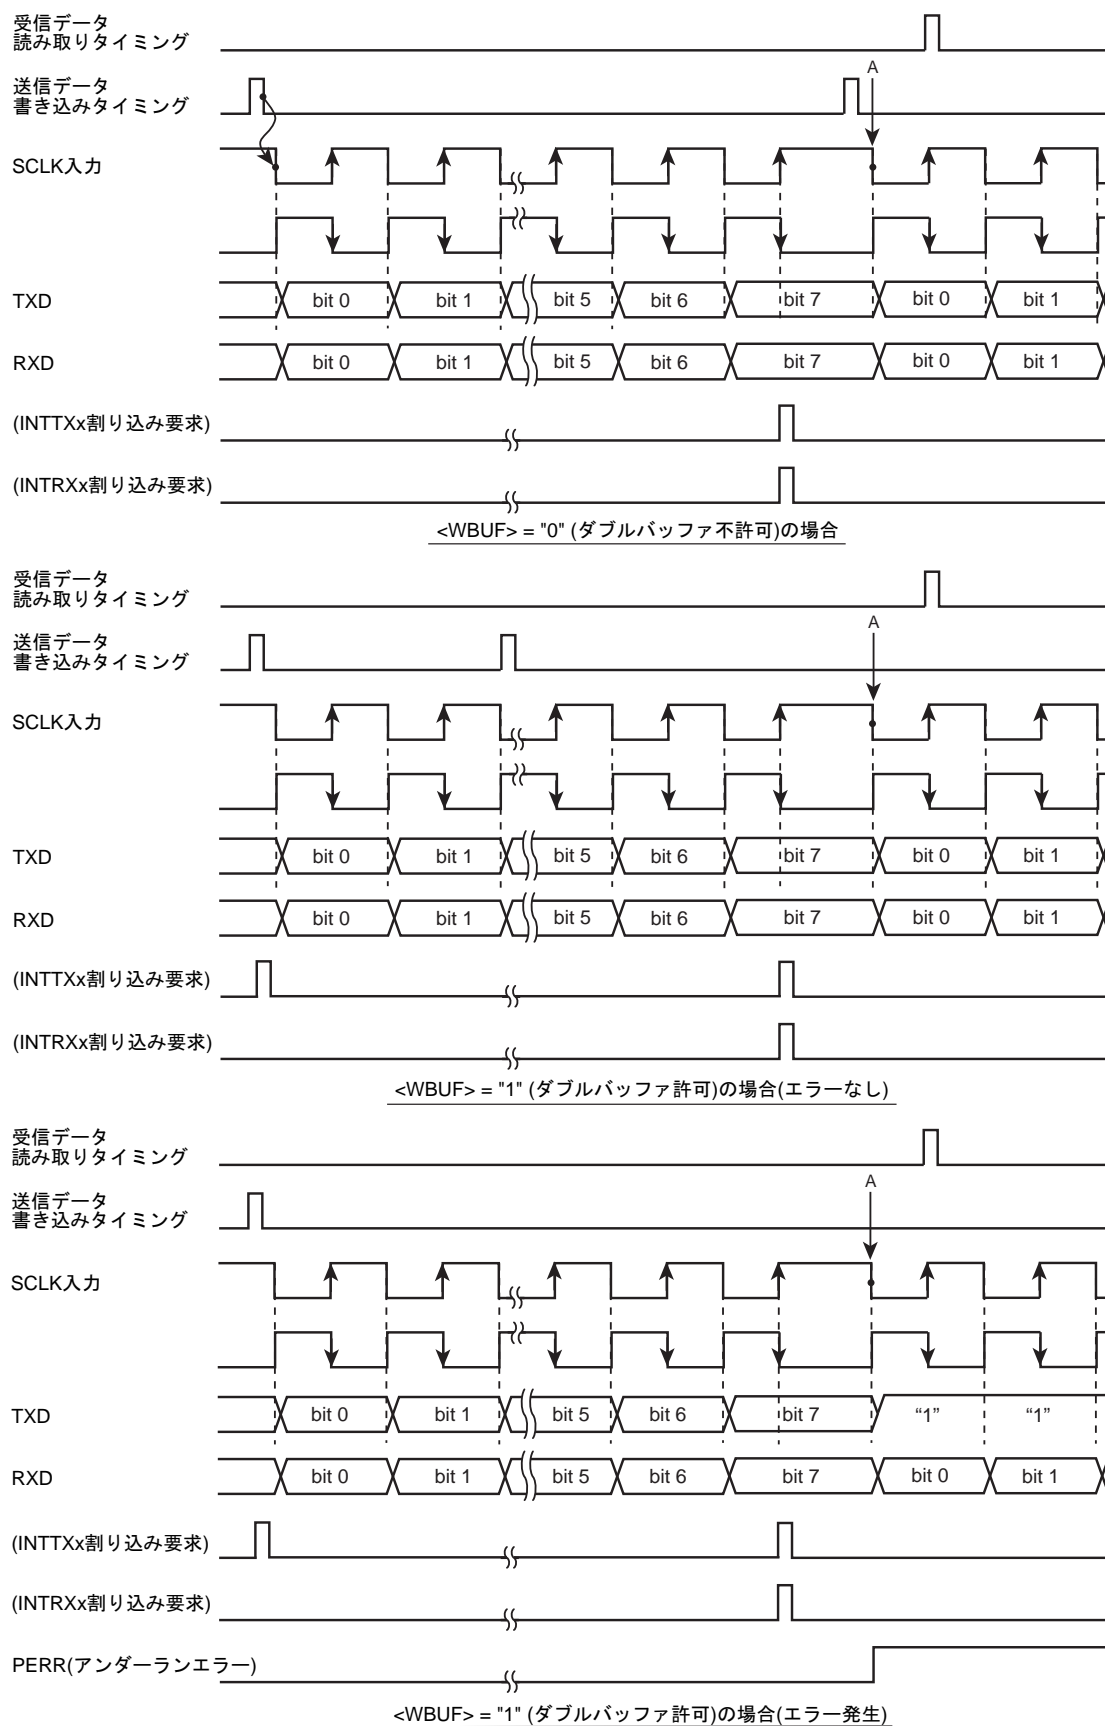 受信データ
読み取りタイミング
送信データ
書き込みタイミング
A
SCLK入力
TXD
bit 0 bit 1 bit 5 bit 6 bit 7 bit 0 bit 1
RXD
bit 0 bit 1 bit 5 bit 6 bit 7 bit 0 bit 1
(INTTXx割り込み要求)
(INTRXx割り込み要求)
<WBUF> = "0" (ダブルバッファ不許可)の場合
受信データ
読み取りタイミング
送信データ
書き込みタイミング
A
SCLK入力
TXD
bit 0 bit 1 bit 5 bit 6 bit 7 bit 0 bit 1
RXD
bit 0 bit 1 bit 5 bit 6 bit 7 bit 0 bit 1
(INTTXx割り込み要求)
(INTRXx割り込み要求)
<WBUF> = "1" (ダブルバッファ許可)の場合(エラーなし)
受信データ
読み取りタイミング
送信データ
書き込みタイミング
A
SCLK入力
TXD
bit 0 bit 1 bit 5 bit 6 bit 7 “1” “1”
RXD
bit 0 bit 1 bit 5 bit 6 bit 7 bit 0 bit 1
(INTTXx割り込み要求)
(INTRXx割り込み要求)
PERR(アンダーランエラー)
<WBUF> = "1" (ダブルバッファ許可)の場合(エラー発生)